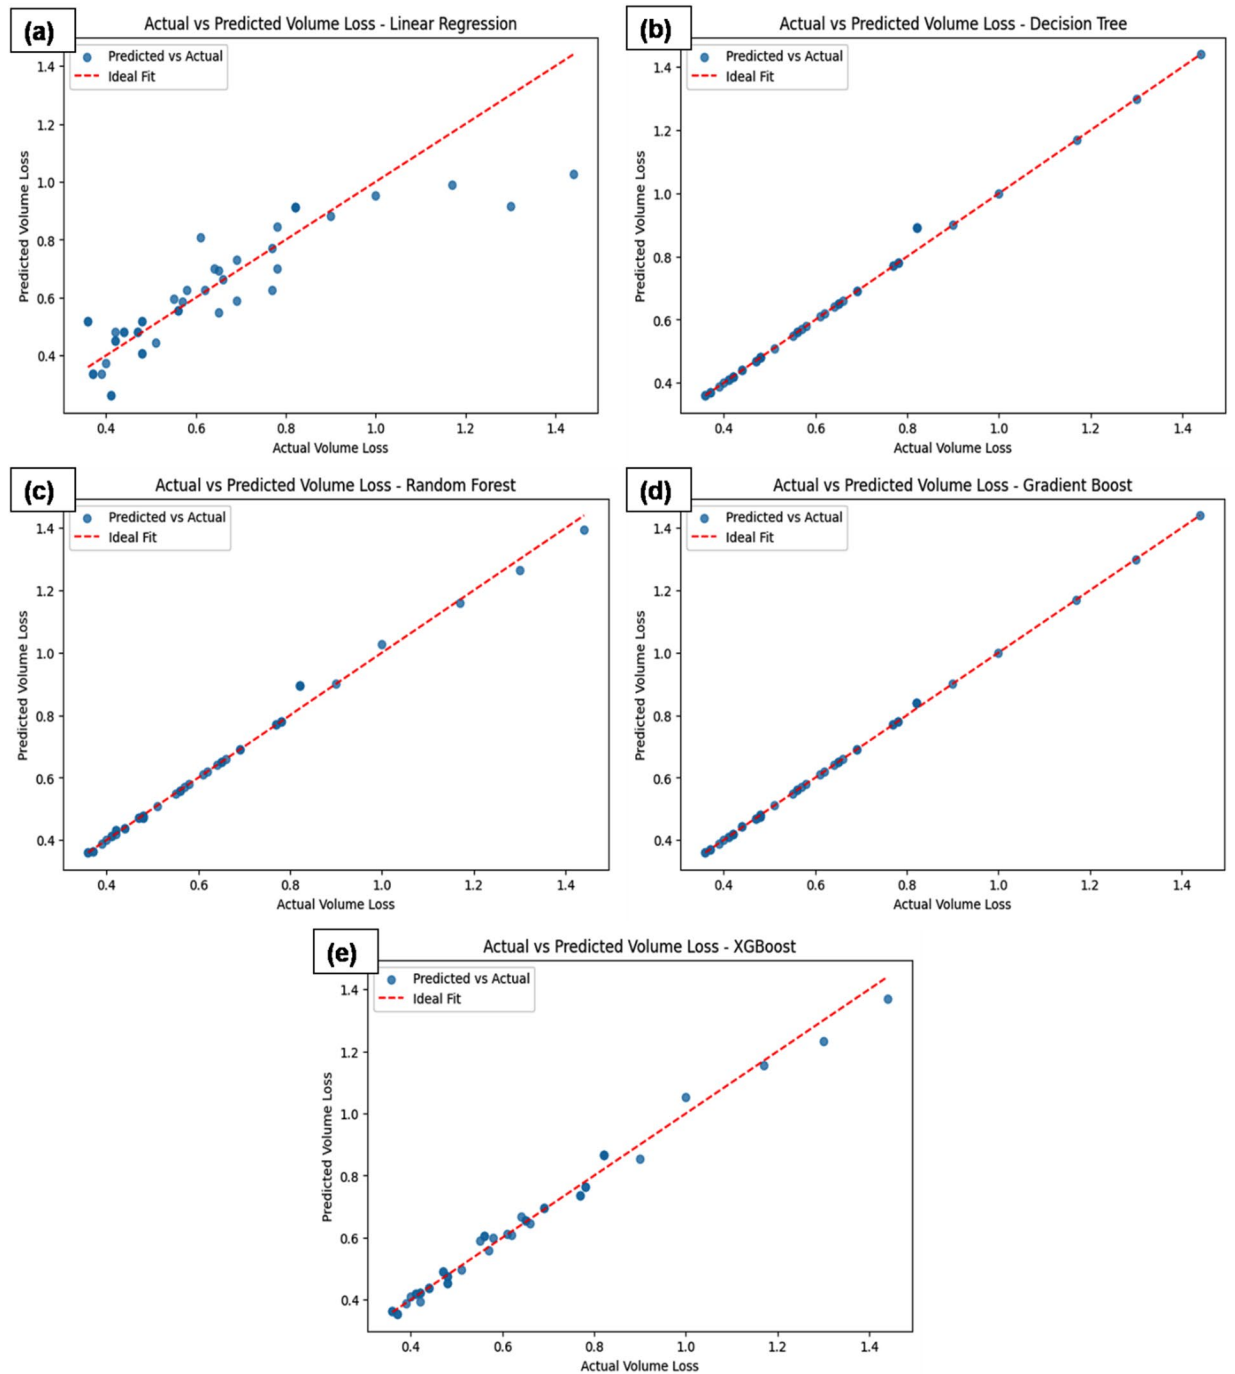 (a)
Actual vs Predicted Volume Loss - Linear Regression
Predicted vs Actual
Ideal Fit
1.4
1.2
1.0
0.8
0.6
0.4
Predicted Volume Loss
0.4 0.6 0.8 1.0 1.2 1.4
Actual Volume Loss
(b)
Actual vs Predicted Volume Loss - Decision Tree
Predicted vs Actual
Ideal Fit
1.4
1.2
1.0
0.8
0.6
0.4
Predicted Volume Loss
0.4 0.6 0.8 1.0 1.2 1.4
Actual Volume Loss
(c)
Actual vs Predicted Volume Loss - Random Forest
Predicted vs Actual
Ideal Fit
1.4
1.2
1.0
0.8
0.6
0.4
Predicted Volume Loss
0.4 0.6 0.8 1.0 1.2 1.4
Actual Volume Loss
(d)
Actual vs Predicted Volume Loss - Gradient Boost
Predicted vs Actual
Ideal Fit
1.4
1.2
1.0
0.8
0.6
0.4
Predicted Volume Loss
0.4 0.6 0.8 1.0 1.2 1.4
Actual Volume Loss
(e)
Actual vs Predicted Volume Loss - XGBoost
Predicted vs Actual
Ideal Fit
1.4
1.2
1.0
0.8
0.6
0.4
Predicted Volume Loss
0.4 0.6 0.8 1.0 1.2 1.4
Actual Volume Loss